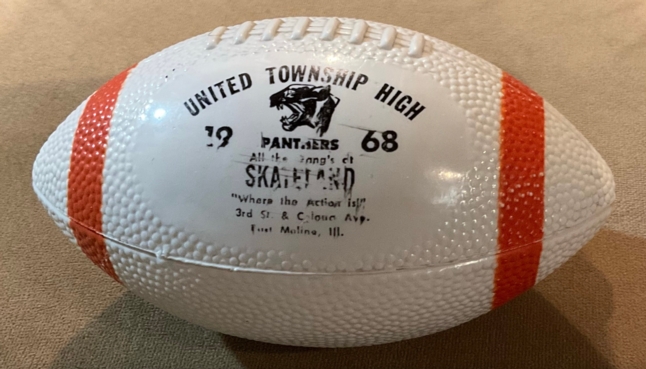 UNITED TOWNSHIP HIGH
19 68
PANTHERS
All the Gang's at
SKATELAND
"Where the Action is!"
3rd St. & Ave.
East Moline, Ill.